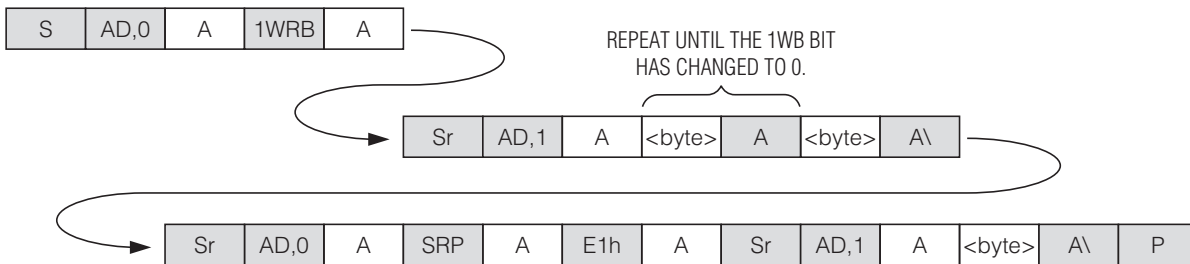 S AD,0 A 1WRB A
REPEAT UNTIL THE 1WB BIT
HAS CHANGED TO 0.
Sr AD,1 A <byte> A <byte> A\
Sr AD,0 A SRP A E1h A Sr AD,1 A <byte> A\ P